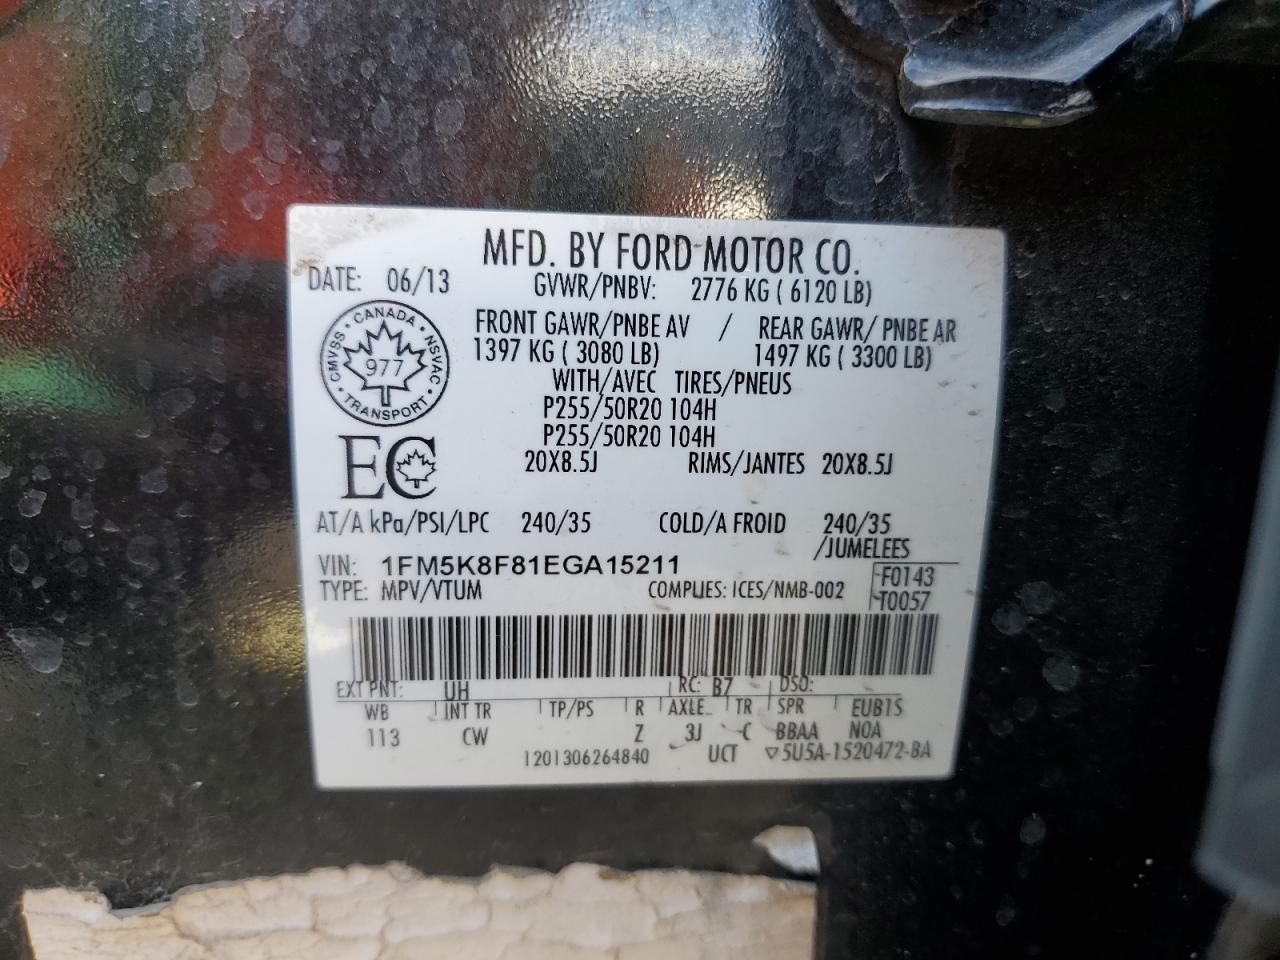 MFD. BY FORD MOTOR CO.
DATE: 06/13 GVWR/PNBV: 2776 KG ( 6120 LB)
FRONT GAWR/PNBE AV / REAR GAWR/ PNBE AR
1397 KG ( 3080 LB) 1497 KG ( 3300 LB)
WITH/AVEC TIRES/PNEUS
P255/50R20 104H
P255/50R20 104H
20X8.5J RIMS/JANTES 20X8.5J
CANADA
CMVSS NSVAC
977
TRANSPORT
EC
AT/A kPa/PSI/LPC 240/35 COLD/A FROID 240/35
/JUMELEES
VIN: 1FM5K8F81EGA15211 F0143
TYPE: MPV/VTUM COMPLIES: ICES/NMB-002 T0057
EXT PNT: UH RC: B7 DSO:
WB INT TR TP/PS R AXLE TR SPR EUB1S
113 CW Z 3J C BBAA NOA
1201306264840 UCT ▽5U5A-1520472-BA